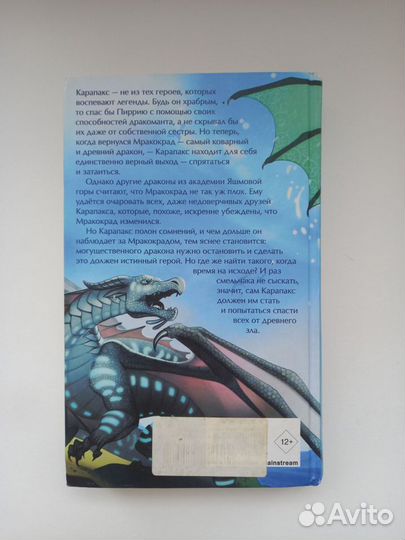 Карапакс — не из тех героев, которых
воспевают легенды. Будь он храбрым,
то спас бы Пиррию с помощью своих
способностей дракоманта, а не скрывал бы
их даже от собственной сестры. Но теперь,
когда вернулся Мракокрад — самый коварный
и древний дракон, — Карапакс находит для себя
единственно верный выход — спрятаться
и затаиться.
Однако другие драконы из академии Яшмовой
горы считают, что Мракокрад не так уж плох. Ему
удаётся очаровать всех, даже недоверчивых друзей
Карапакса, которые, похоже, искренне убеждены, что
Мракокрад изменился.
Но Карапакс полон сомнений, и чем дольше он
наблюдает за Мракокрадом, тем яснее становится:
могущественного дракона нужно остановить и сделать
это должен истинный герой. Но где же найти такого, когда
время на исходе? И раз
смельчака не сыскать,
значит, сам Карапакс
должен им стать
и попытаться спасти
всех от древнего
зла.
12+
ainstream
Avito